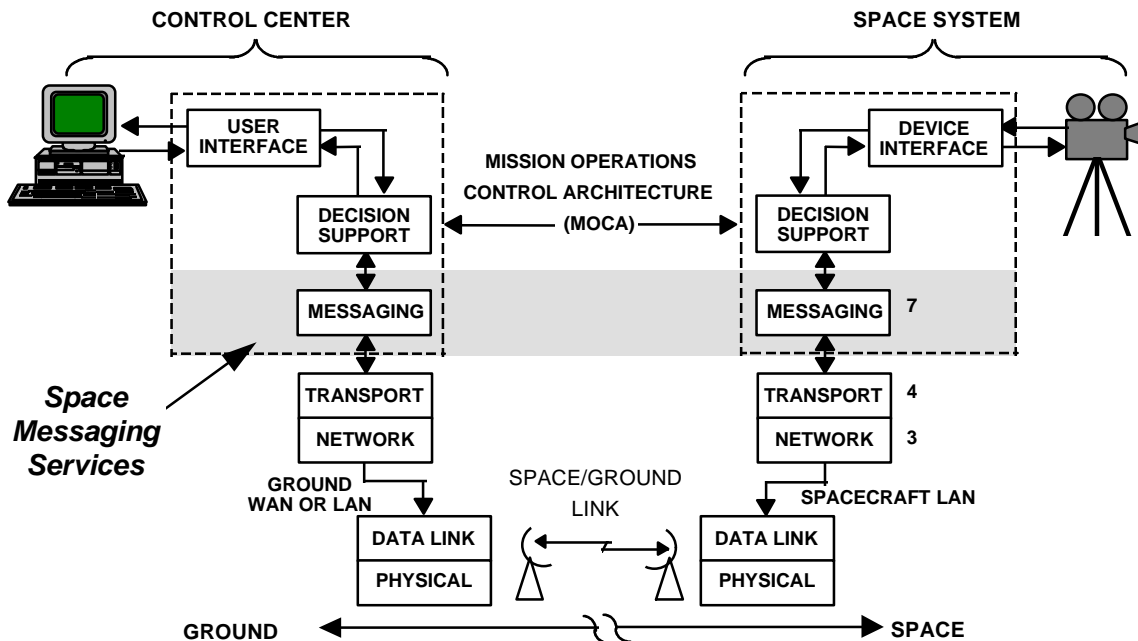 CONTROL CENTER
SPACE SYSTEM
USER
INTERFACE
DEVICE
INTERFACE
MISSION OPERATIONS
CONTROL ARCHITECTURE
(MOCA)
DECISION
SUPPORT
DECISION
SUPPORT
MESSAGING
MESSAGING
7
Space
Messaging
Services
TRANSPORT
NETWORK
TRANSPORT
4
NETWORK
3
GROUND
WAN OR LAN
SPACE/GROUND
LINK
SPACECRAFT LAN
DATA LINK
PHYSICAL
DATA LINK
PHYSICAL
GROUND
SPACE